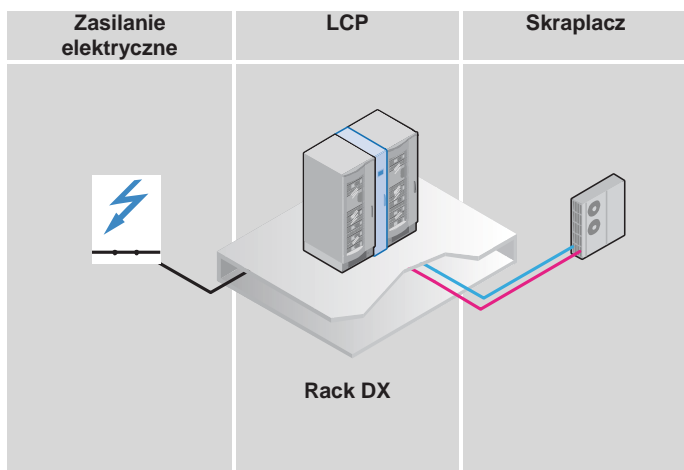 Zasilanie
elektryczne
LCP
Skraplacz
Rack DX